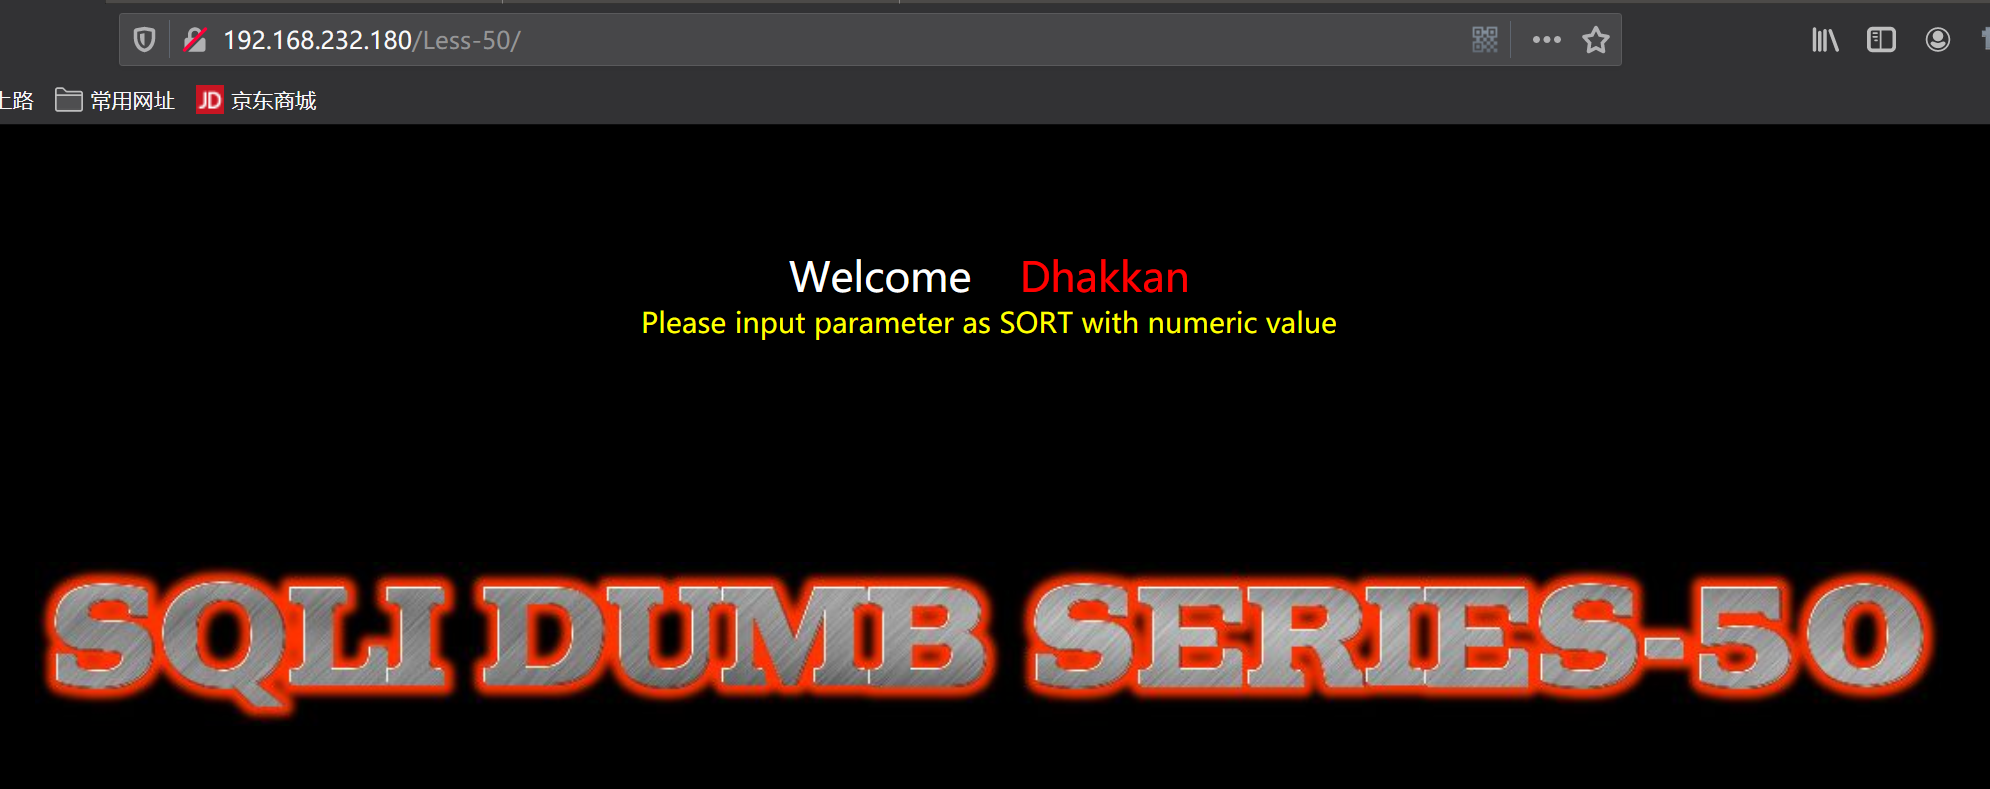 192.168.232.180/Less-50/
上路 常用网址 JD 京东商城
Welcome Dhakkan
Please input parameter as SORT with numeric value
SQLI DUMB SERIES-50